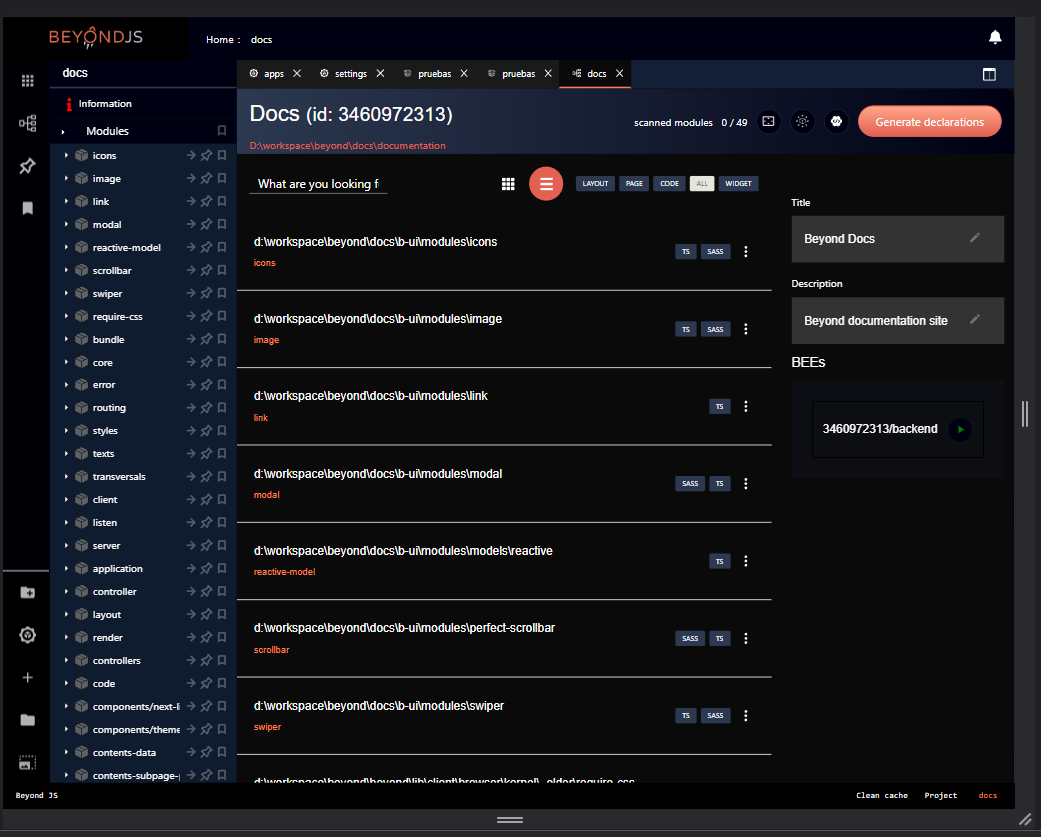 BEYONDJS
Home : docs
docs
Information
Modules
icons
image
link
modal
reactive-model
scrollbar
swiper
require-css
bundle
core
error
routing
styles
texts
transversals
client
listen
server
application
controller
layout
render
controllers
code
components/next-li
components/theme
contents-data
contents-subpage-
apps
settings
pruebas
pruebas
docs
Docs (id: 3460972313)
D:\workspace\beyond\docs\documentation
scanned modules 0 / 49
Generate declarations
What are you looking f
LAYOUT PAGE CODE ALL WIDGET
d:\workspace\beyond\docs\b-ui\modules\icons
icons
TS SASS
d:\workspace\beyond\docs\b-ui\modules\image
image
TS SASS
d:\workspace\beyond\docs\b-ui\modules\link
link
TS
d:\workspace\beyond\docs\b-ui\modules\modal
modal
SASS TS
d:\workspace\beyond\docs\b-ui\modules\models\reactive
reactive-model
TS
d:\workspace\beyond\docs\b-ui\modules\perfect-scrollbar
scrollbar
SASS TS
d:\workspace\beyond\docs\b-ui\modules\swiper
swiper
TS SASS
Title
Beyond Docs
Description
Beyond documentation site
BEEs
3460972313/backend
Beyond JS
Clean cache Project docs